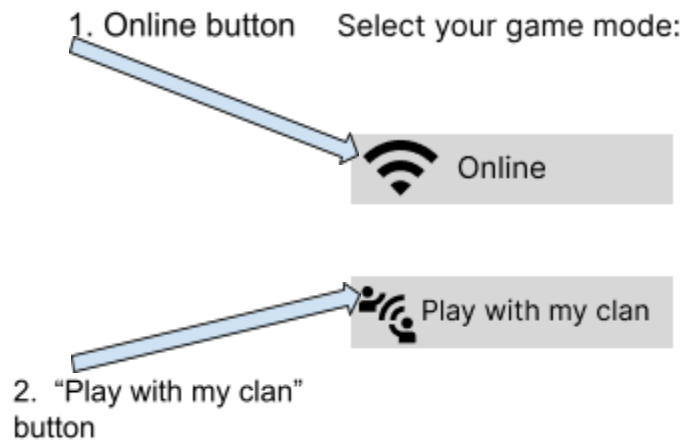 1. Online button
Select your game mode:
Online
Play with my clan
2. “Play with my clan”
button